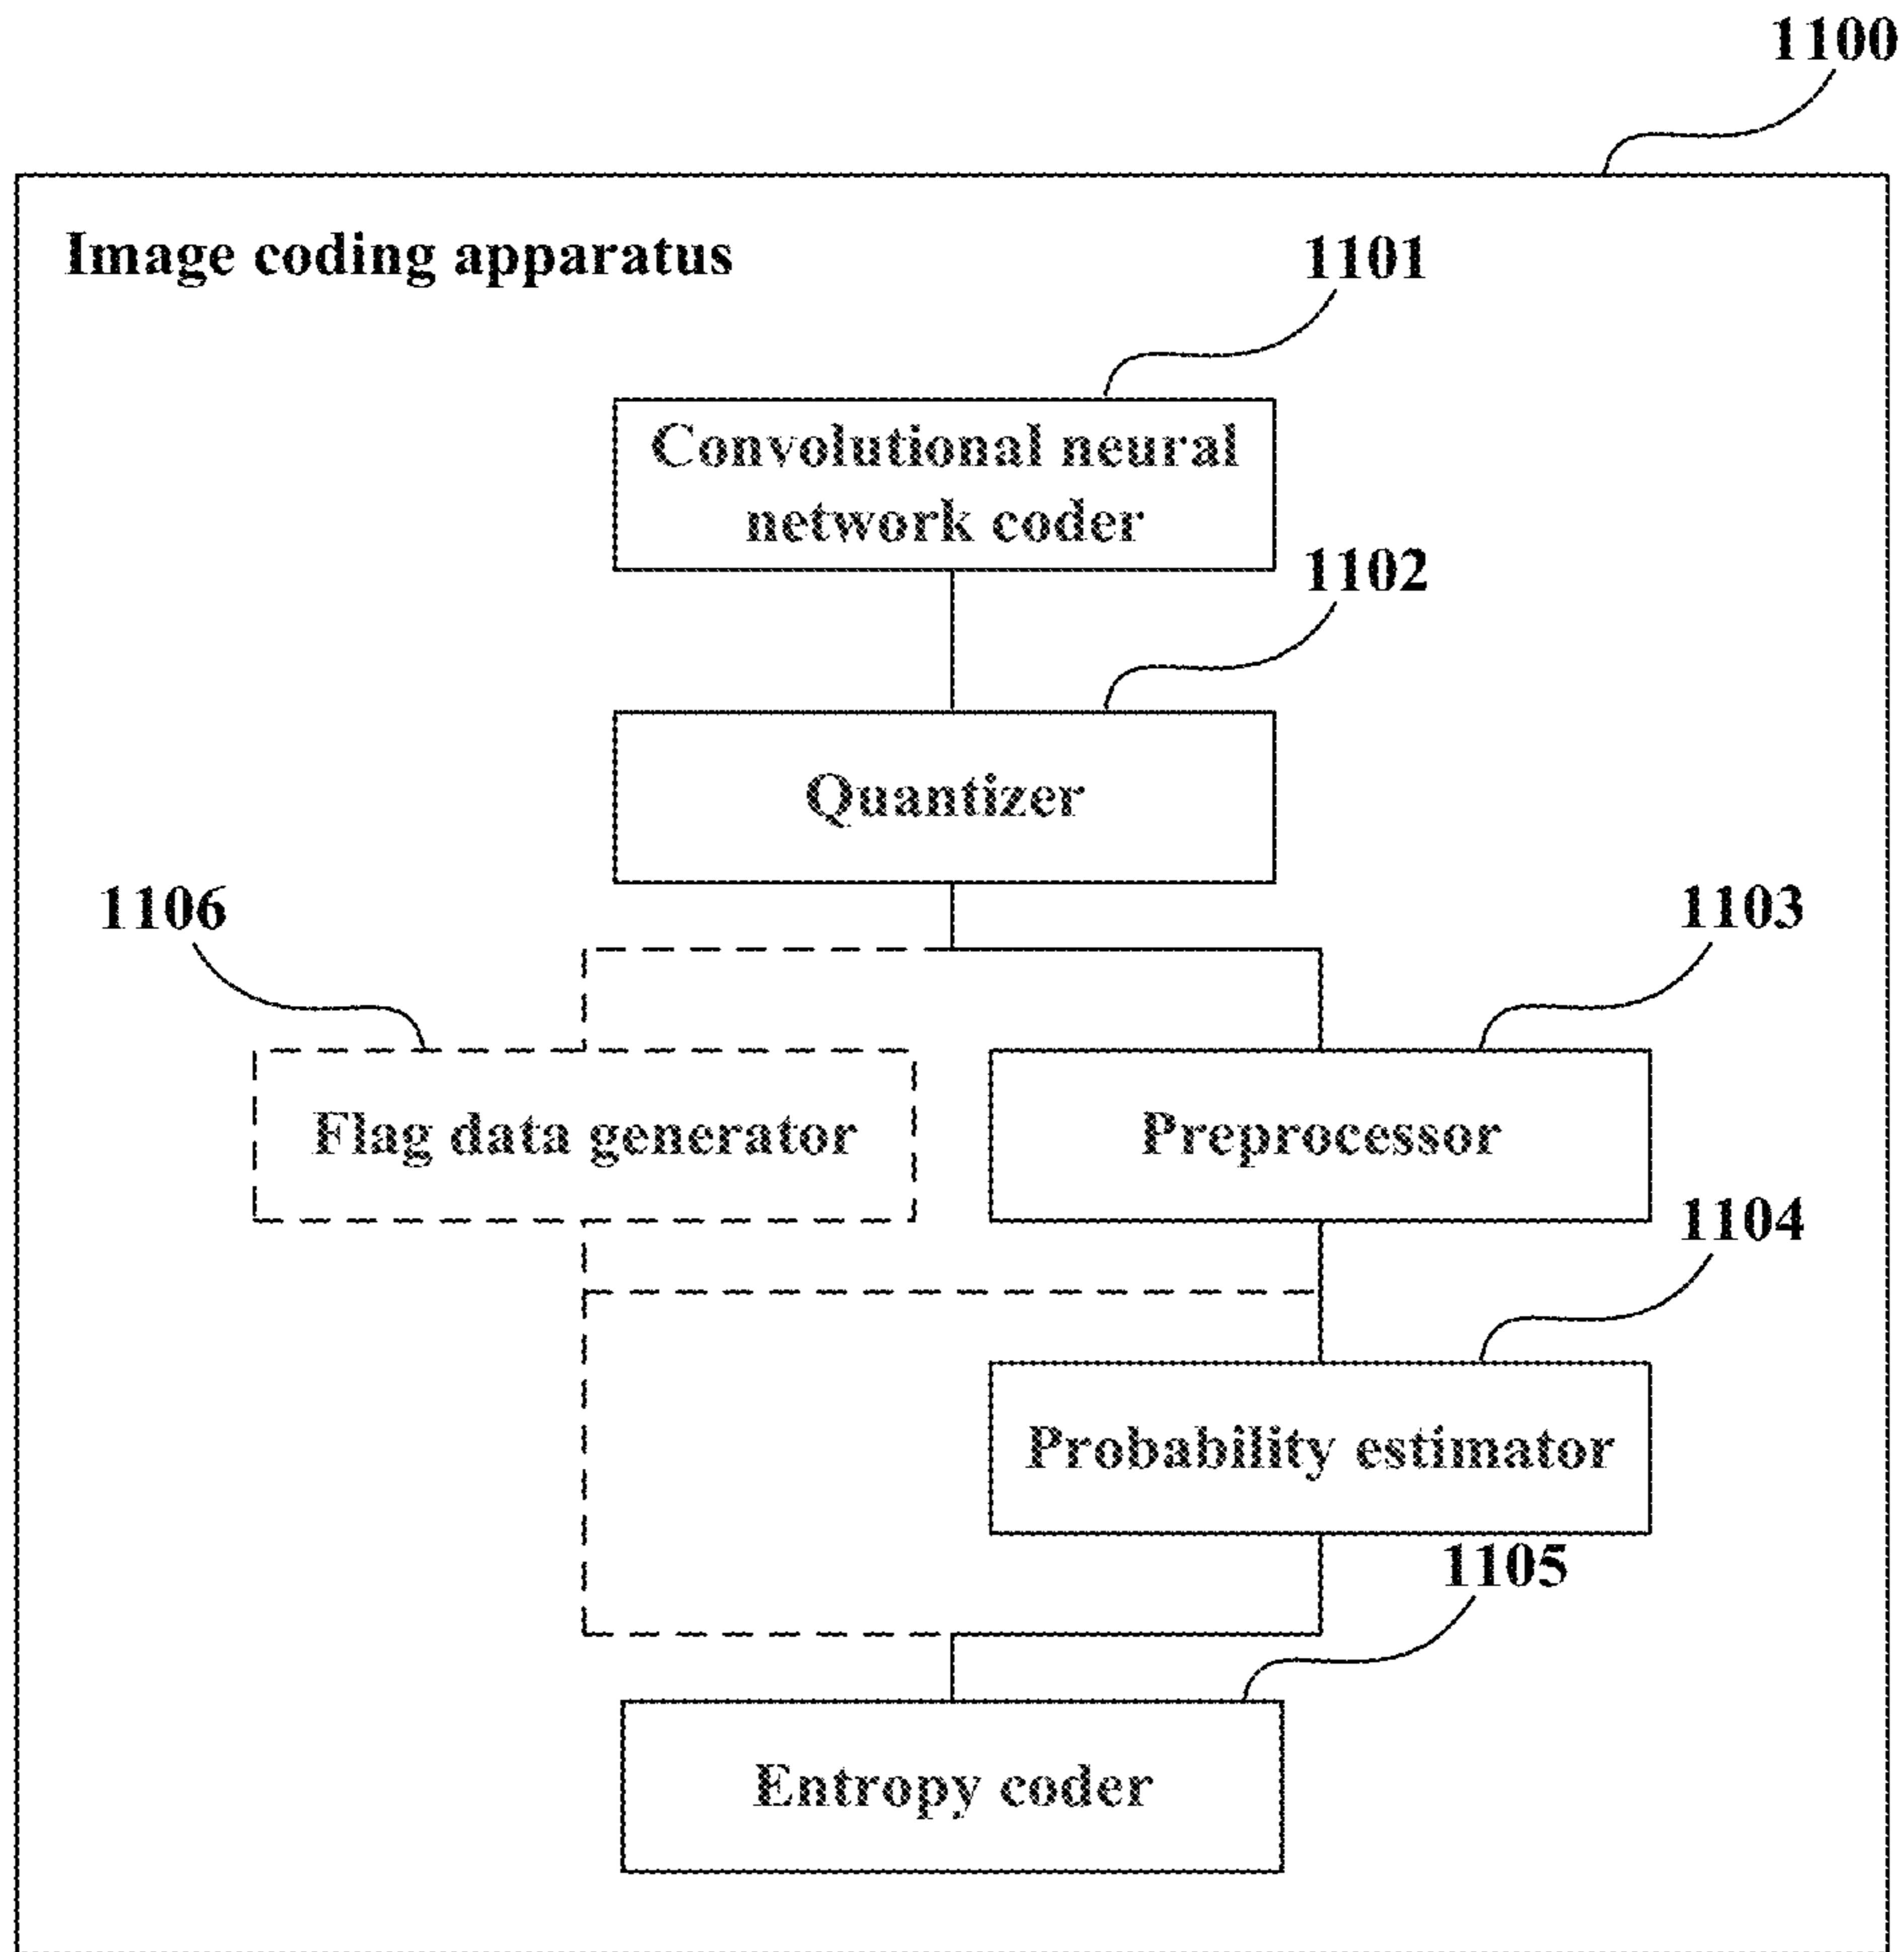 1100
Image coding apparatus
1101
Convolutional neural
network coder
1102
Quantizer
1106
1103
Flag data generator
Preprocessor
1104
Probability estimator
1105
Entropy coder